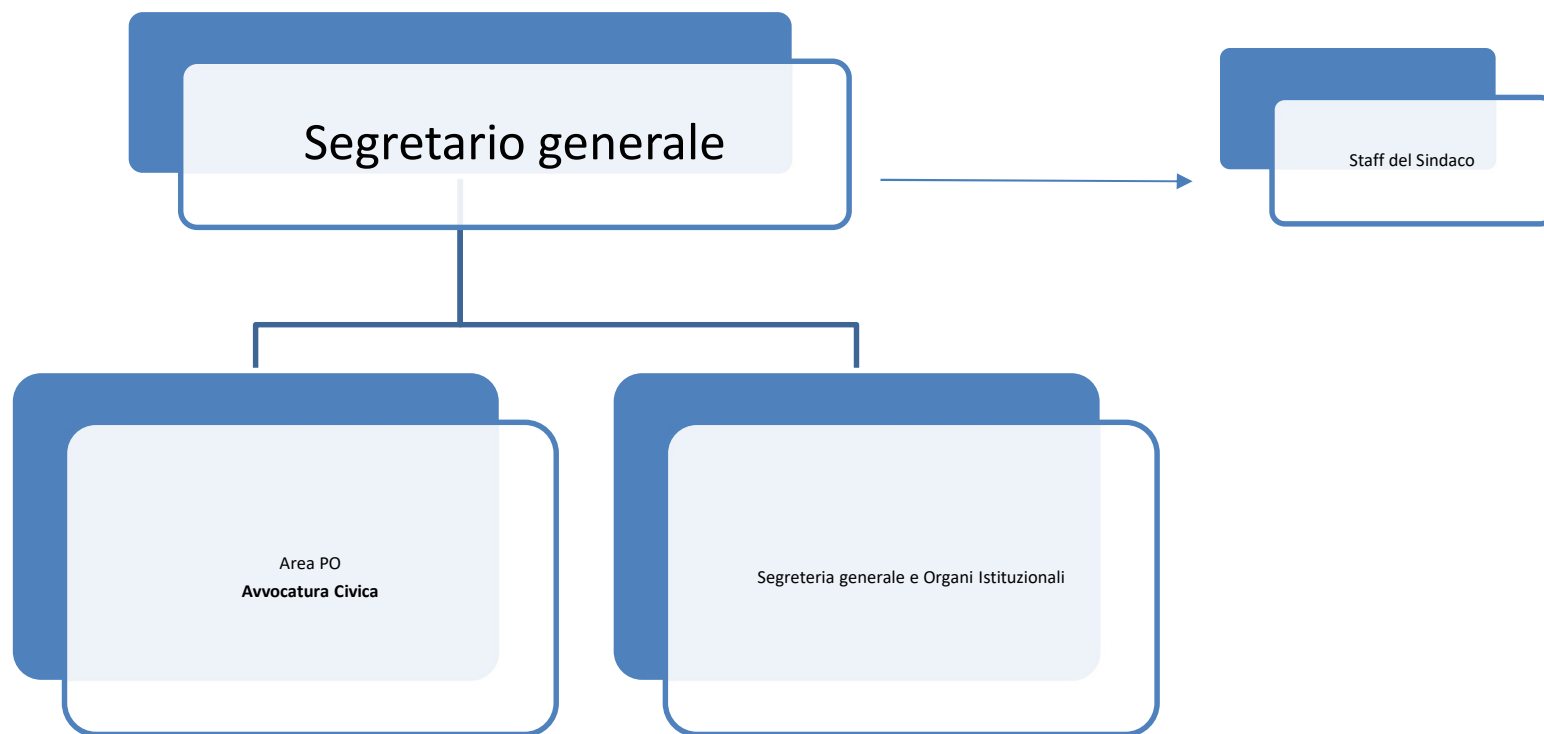 Segretario generale
Staff del Sindaco
Area PO
Avvocatura Civica
Segreteria generale e Organi Istituzionali